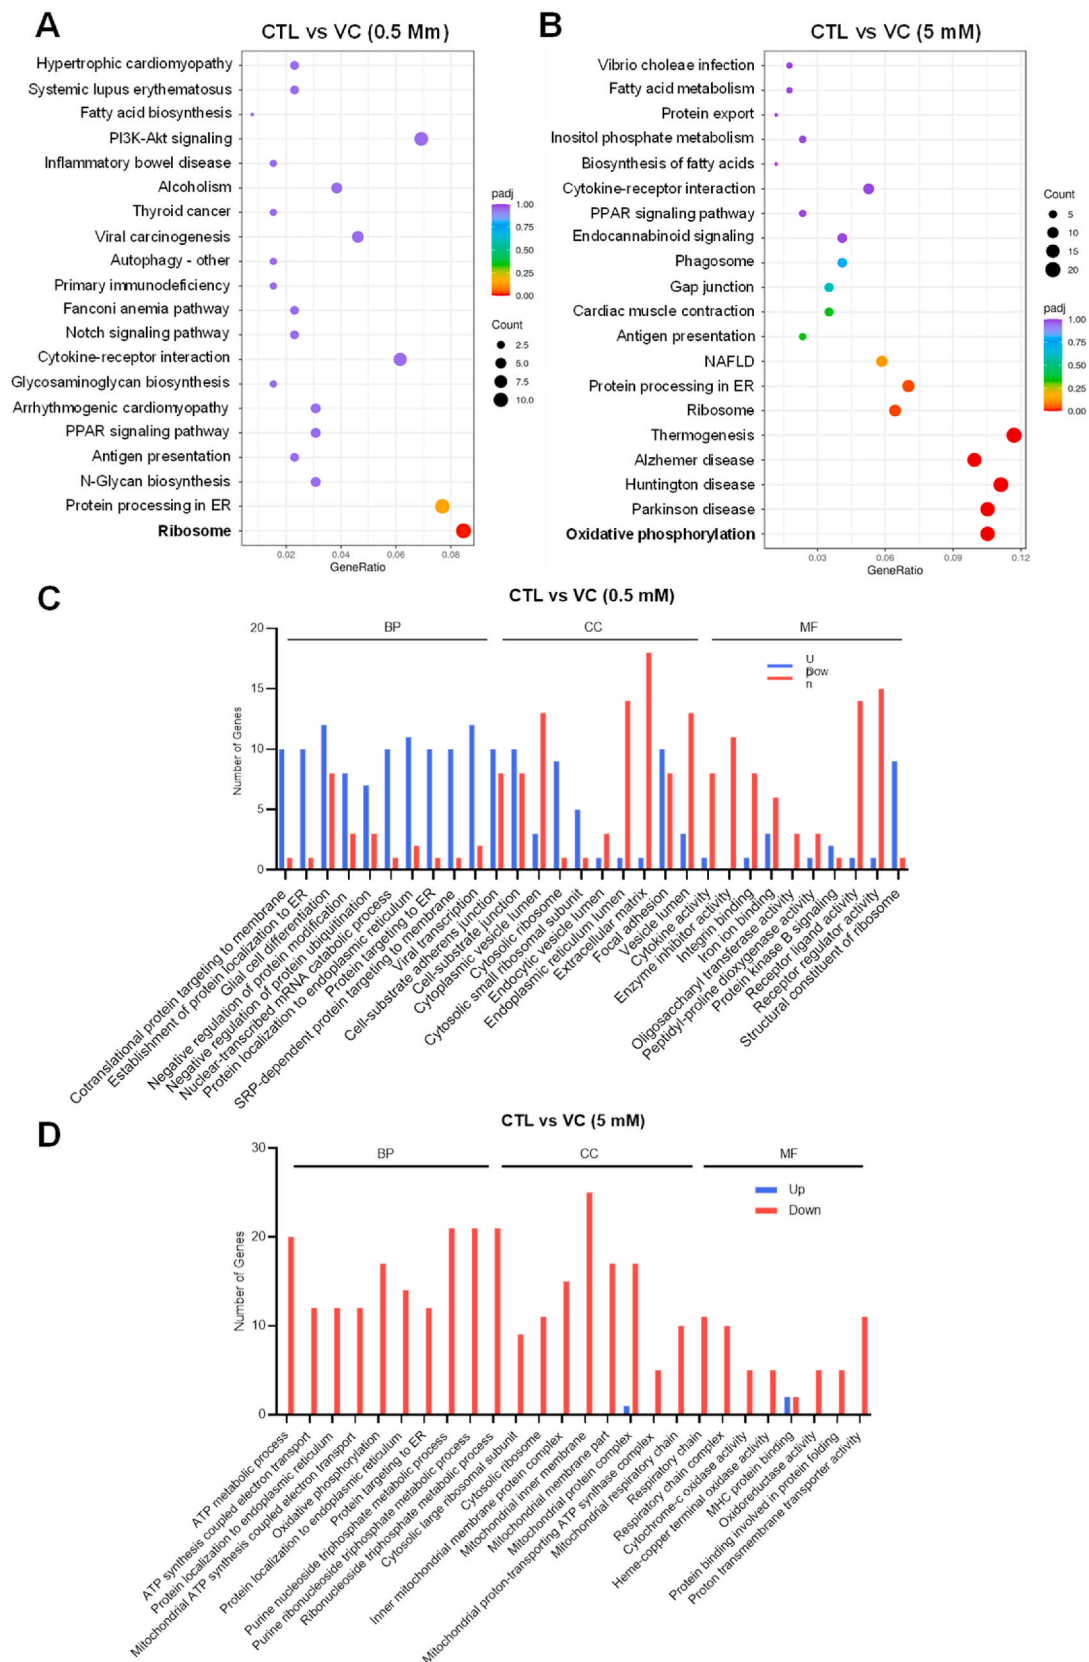 A
CTL vs VC (0.5 Mm)
Hypertrophic cardiomyopathy
Systemic lupus erythematosus
Fatty acid biosynthesis
PI3K-Akt signaling
Inflammatory bowel disease
Alcoholism
Thyroid cancer
Viral carcinogenesis
Autophagy - other
Primary immunodeficiency
Fanconi anemia pathway
Notch signaling pathway
Cytokine-receptor interaction
Glycosaminoglycan biosynthesis
Arrhythmogenic cardiomyopathy
PPAR signaling pathway
Antigen presentation
N-Glycan biosynthesis
Protein processing in ER
Ribosome
0.02 0.04 0.06 0.08
GeneRatio
padj
1.00
0.75
0.50
0.25
0.00
Count
2.5
5.0
7.5
10.0
B
CTL vs VC (5 mM)
Vibrio choleae infection
Fatty acid metabolism
Protein export
Inositol phosphate metabolism
Biosynthesis of fatty acids
Cytokine-receptor interaction
PPAR signaling pathway
Endocannabinoid signaling
Phagosome
Gap junction
Cardiac muscle contraction
Antigen presentation
NAFLD
Protein processing in ER
Ribosome
Thermogenesis
Alzhemer disease
Huntington disease
Parkinson disease
Oxidative phosphorylation
0.03 0.06 0.09 0.12
GeneRatio
Count
5
10
15
20
padj
1.00
0.75
0.50
0.25
0.00
C
CTL vs VC (0.5 mM)
BP CC MF
U
p
Dow
n
Number of Genes
20
15
10
5
0
Cotranslational protein targeting to membrane
Establishment of protein localization to ER
Glial cell differentiation
Negative regulation of protein modification
Negative regulation of protein ubiquitination
Nuclear-transcribed mRNA catabolic process
Protein localization to endoplasmic reticulum
Protein targeting to ER
SRP-dependent protein targeting to membrane
Viral transcription
Cell-substrate adherens junction
Cell-substrate junction
Cytoplasmic vesicle lumen
Cytosolic ribosome
Cytosolic small ribosomal subunit
Endocytic vesicle lumen
Endoplasmic reticulum lumen
Extracellular matrix
Focal adhesion
Vesicle lumen
Cytokine activity
Enzyme inhibitor activity
Integrin binding
Iron ion binding
Oligosaccharyl transferase activity
Peptidyl-proline dioxygenase activity
Protein kinase B signaling
Receptor ligand activity
Receptor regulator activity
Structural constituent of ribosome
D
CTL vs VC (5 mM)
BP CC MF
Up
Down
Number of Genes
30
20
10
0
ATP metabolic process
ATP synthesis coupled electron transport
Protein localization to endoplasmic reticulum
Mitochondrial ATP synthesis coupled electron transport
Oxidative phosphorylation
Protein localization to endoplasmic reticulum
Protein targeting to ER
Purine nucleoside triphosphate metabolic process
Purine ribonucleoside triphosphate metabolic process
Ribonucleoside triphosphate metabolic process
Cytosolic large ribosomal subunit
Cytosolic ribosome
Inner mitochondrial membrane protein complex
Mitochondrial inner membrane
Mitochondrial membrane part
Mitochondrial protein complex
Mitochondrial proton-transporting ATP synthase complex
Mitochondrial respiratory chain
Respiratory chain
Respiratory chain complex
Cytochrome-c oxidase activity
Heme-copper terminal oxidase activity
MHC protein binding
Oxidoreductase activity
Protein binding involved in protein folding
Proton transmembrane transporter activity